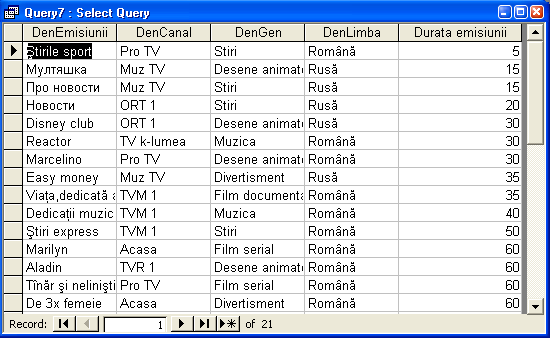 Query7 : Select Query
DenEmisiunii DenCanal DenGen DenLimba Durata emisiunii
Ştirile sport Pro TV Stiri Română 5
Мултяшка Muz TV Desene animate Rusă 15
Про новости Muz TV Stiri Rusă 15
Новости ORT 1 Stiri Rusă 20
Disney club ORT 1 Desene animate Rusă 30
Reactor TV k-lumea Muzica Română 30
Marcelino Pro TV Desene animate Română 30
Easy money Muz TV Divertisment Rusă 35
Viaţa,dedicată a TVM 1 Film documenta Română 35
Dedicaţii muzic TVM 1 Muzica Română 40
Ştiri express TVM 1 Stiri Română 50
Marilyn Acasa Film serial Română 60
Aladin TVR 1 Desene animate Română 60
Tînăr şi nelinişti Pro TV Film serial Română 60
De 3x femeie Acasa Divertisment Română 60
Record: 1 of 21